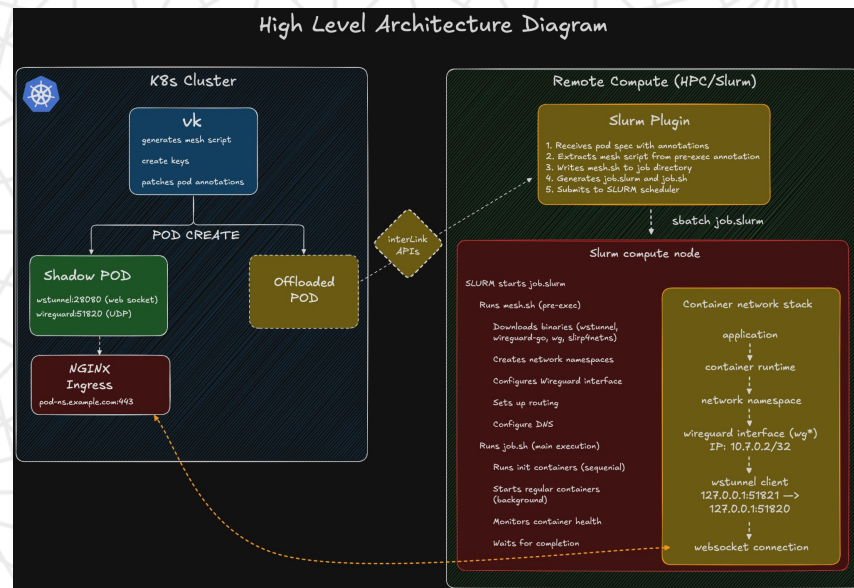 High Level Architecture Diagram
K8s Cluster
vk
generates mesh script
create keys
patches pod annotations
POD CREATE
Shadow POD
wstunnel:28080 (web socket)
wireguard:51820 (UDP)
Offloaded
POD
NGINX
Ingress
pod-ns.example.com:443
interLink
APIs
Remote Compute (HPC/Slurm)
Slurm Plugin
1. Receives pod spec with annotations
2. Extracts mesh script from pre-exec annotation
3. Writes mesh.sh to job directory
4. Generates job.slurm and job.sh
5. Submits to SLURM scheduler
sbatch job.slurm
Slurm compute node
SLURM starts job.slurm
Runs mesh.sh (pre-exec)
Downloads binaries (wstunnel,
wireguard-go, wg, slirp4netns)
Creates network namespaces
Configures Wireguard interface
Sets up routing
Configure DNS
Runs job.sh (main execution)
Runs init containers (sequenial)
Starts regular containers
(background)
Monitors container health
Waits for completion
Container network stack
application
container runtime
network namespace
wireguard interface (wg*)
IP: 10.7.0.2/32
wstunnel client
127.0.0.1:51821 —>
127.0.0.1:51820
websocket connection